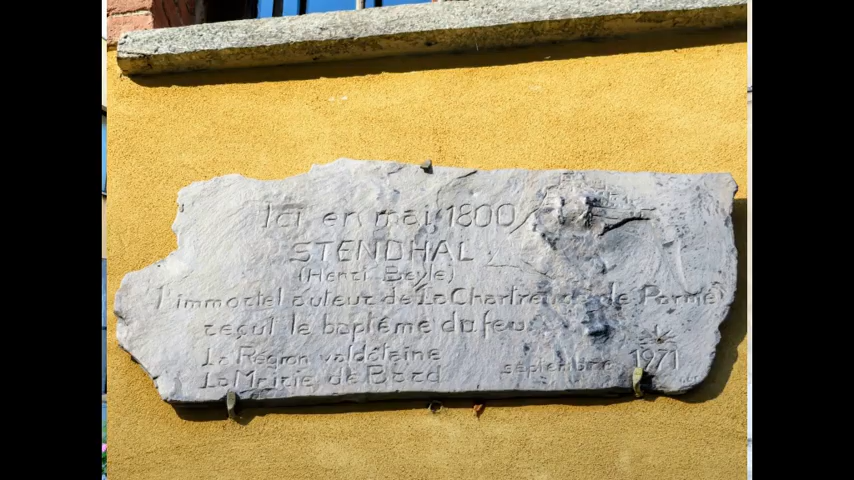 Ici en mai 1800
STENDHAL
(Henri Beyle)
l'immortel auteur de La Chartreuse de Parme
reçut le baptême du feu
La Région valdôtaine
La Mairie de Bard
septembre 1971